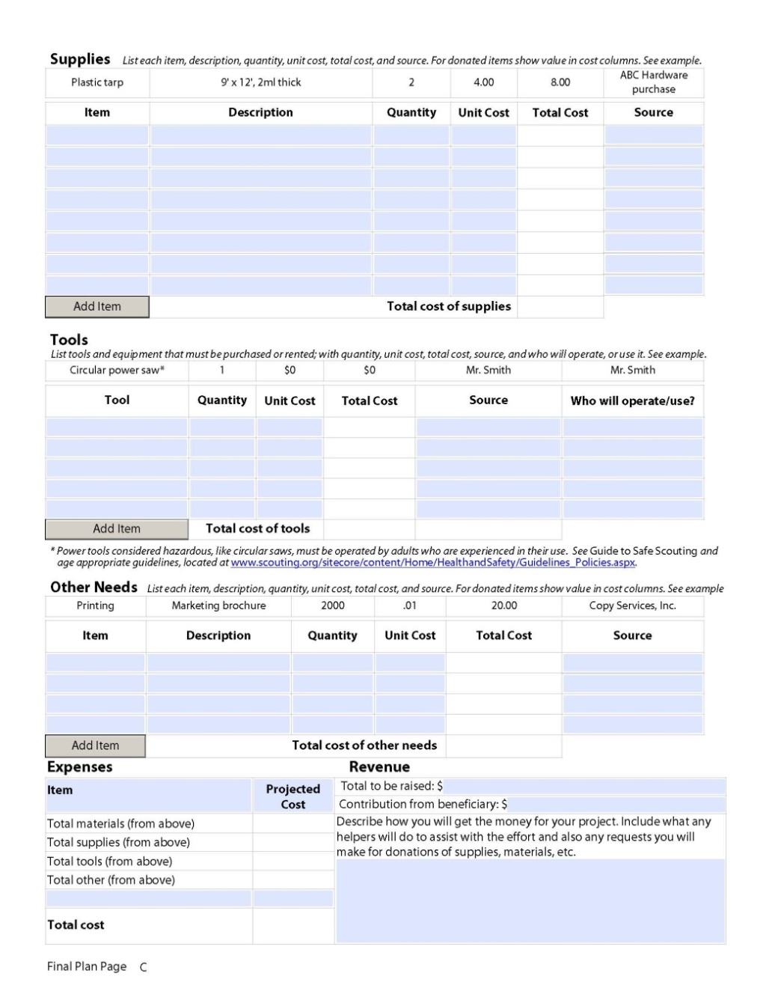 Supplies List each item, description, quantity, unit cost, total cost, and source. For donated items show value in cost columns. See example.
Plastic tarp 9' x 12', 2ml thick 2 4.00 8.00 ABC Hardware purchase
Item Description Quantity Unit Cost Total Cost Source
Add Item Total cost of supplies
Tools
List tools and equipment that must be purchased or rented; with quantity, unit cost, total cost, source, and who will operate, or use it. See example.
Circular power saw* 1 $0 $0 Mr. Smith Mr. Smith
Tool Quantity Unit Cost Total Cost Source Who will operate/use?
Add Item Total cost of tools
* Power tools considered hazardous, like circular saws, must be operated by adults who are experienced in their use. See Guide to Safe Scouting and
age appropriate guidelines, located at www.scouting.org/sitecore/content/Home/HealthandSafety/Guidelines_Policies.aspx.
Other Needs List each item, description, quantity, unit cost, total cost, and source. For donated items show value in cost columns. See example
Printing Marketing brochure 2000 .01 20.00 Copy Services, Inc.
Item Description Quantity Unit Cost Total Cost Source
Add Item Total cost of other needs
Expenses Revenue
Item Projected Cost
Total materials (from above)
Total supplies (from above)
Total tools (from above)
Total other (from above)
Total cost
Total to be raised: $
Contribution from beneficiary: $
Describe how you will get the money for your project. Include what any
helpers will do to assist with the effort and also any requests you will
make for donations of supplies, materials, etc.
Final Plan Page C